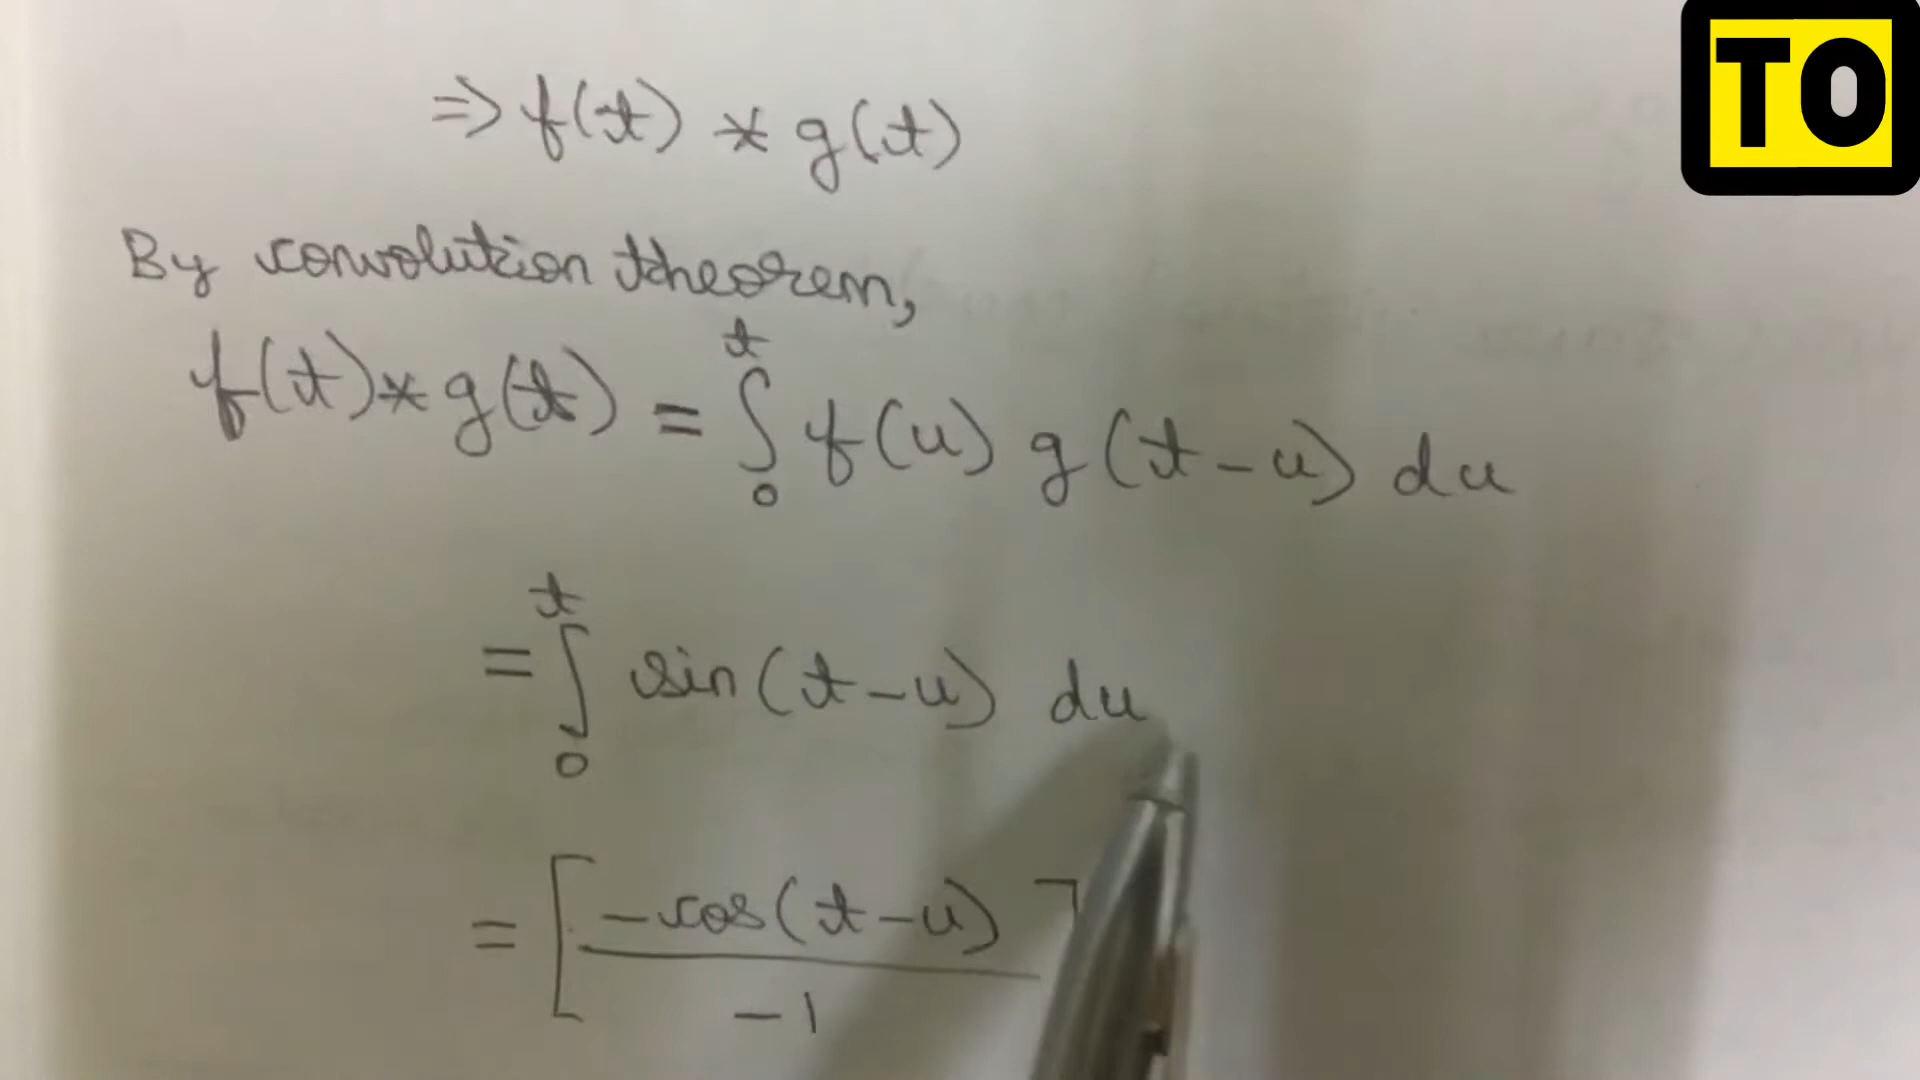 TO
⇒ f(t) * g(t)
By convolution theorem,
f(t) * g(t) = ∫₀ᵗ f(u) g(t-u) du
= ∫₀ᵗ sin(t-u) du
= [ -cos(t-u) / -1 ]